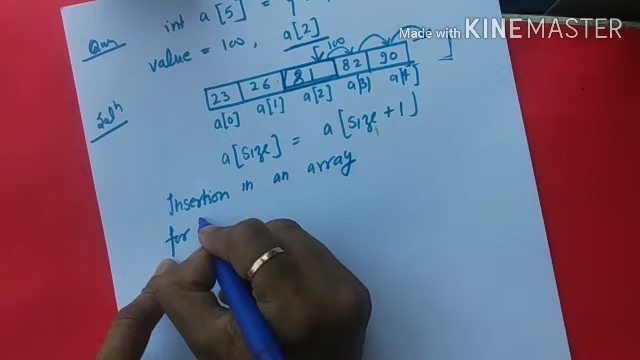 Made with KINEMASTER
Ques int a[5] =
value = 100, a[2]
100
23 26 81 82 90
a[0] a[1] a[2] a[3] a[4]
Solⁿ
a[size] = a[size + 1]
Insertion in an array
for